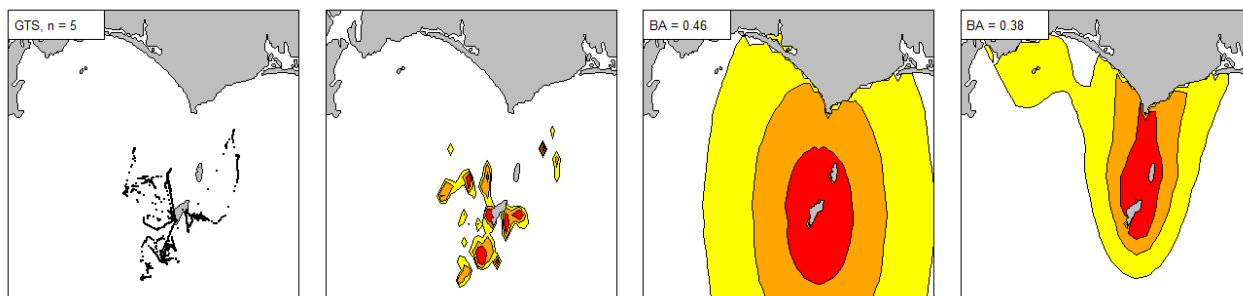 GTS, n = 5
BA = 0.46
BA = 0.38